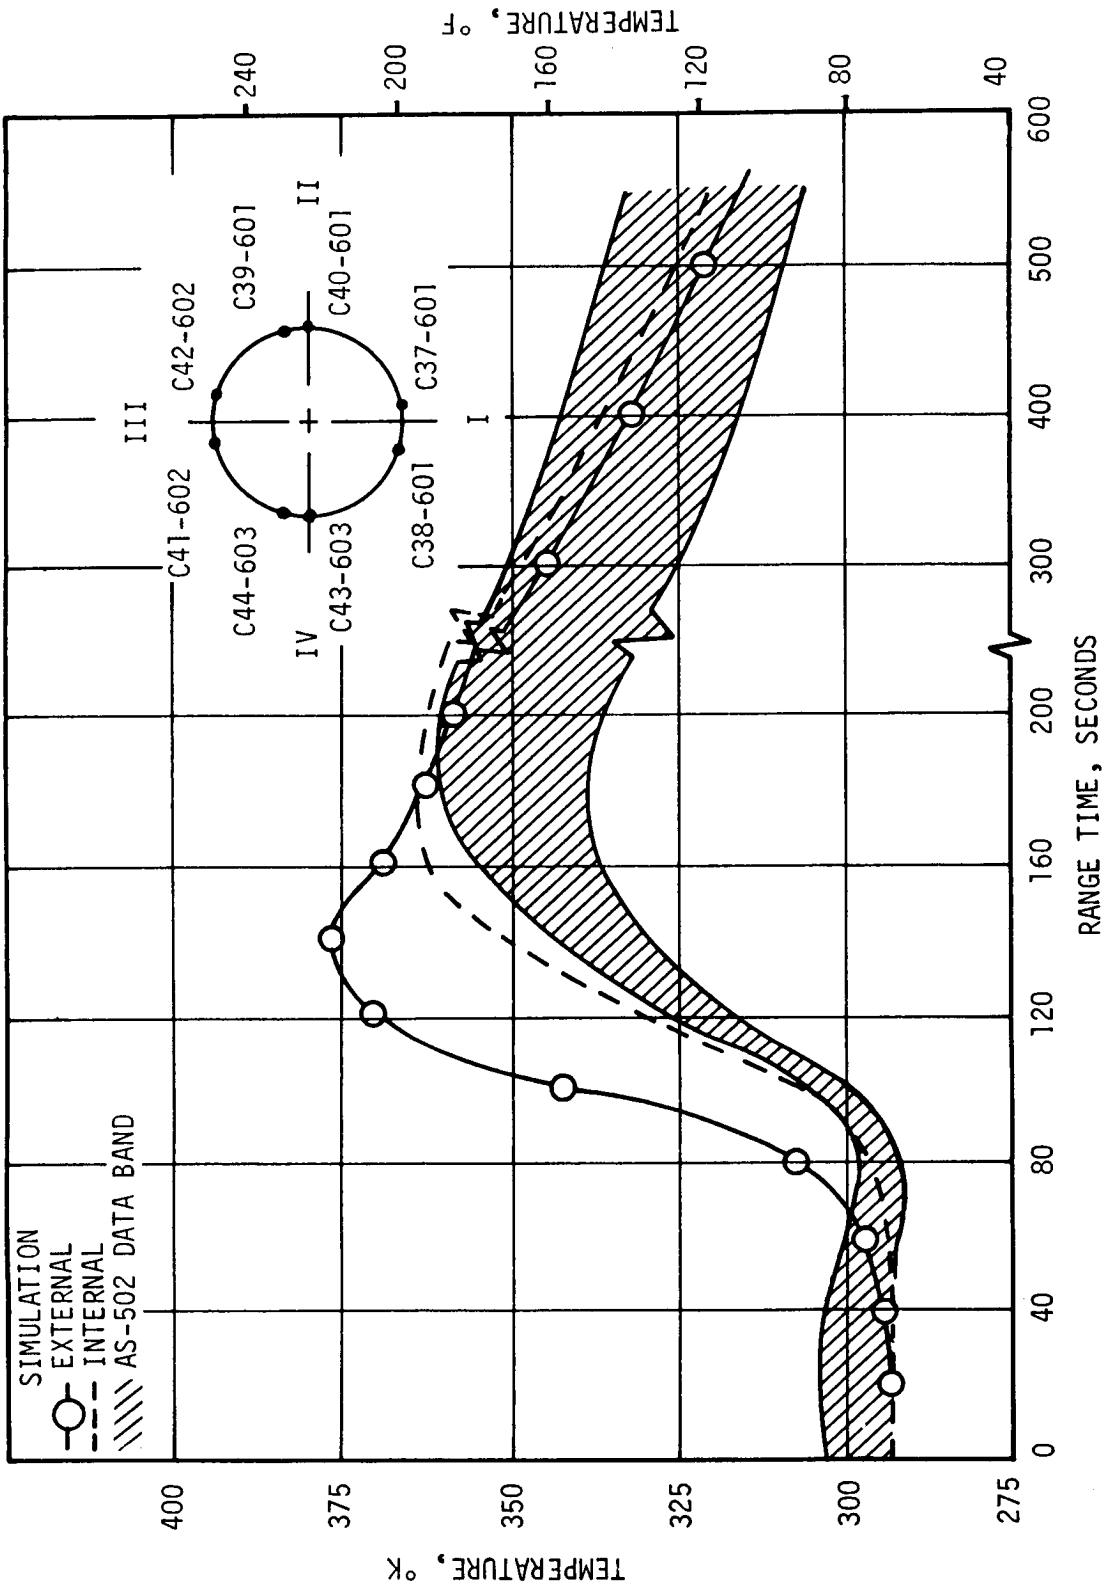 SIMULATION
EXTERNAL
INTERNAL
AS-502 DATA BAND
TEMPERATURE, °K
400
375
350
325
300
275
TEMPERATURE, °F
240
200
160
120
80
40
III
C41-602
C42-602
C44-603
C39-601
IV
II
C43-603
C40-601
C38-601
C37-601
I
0
40
80
120
160
200
300
400
500
600
RANGE TIME, SECONDS